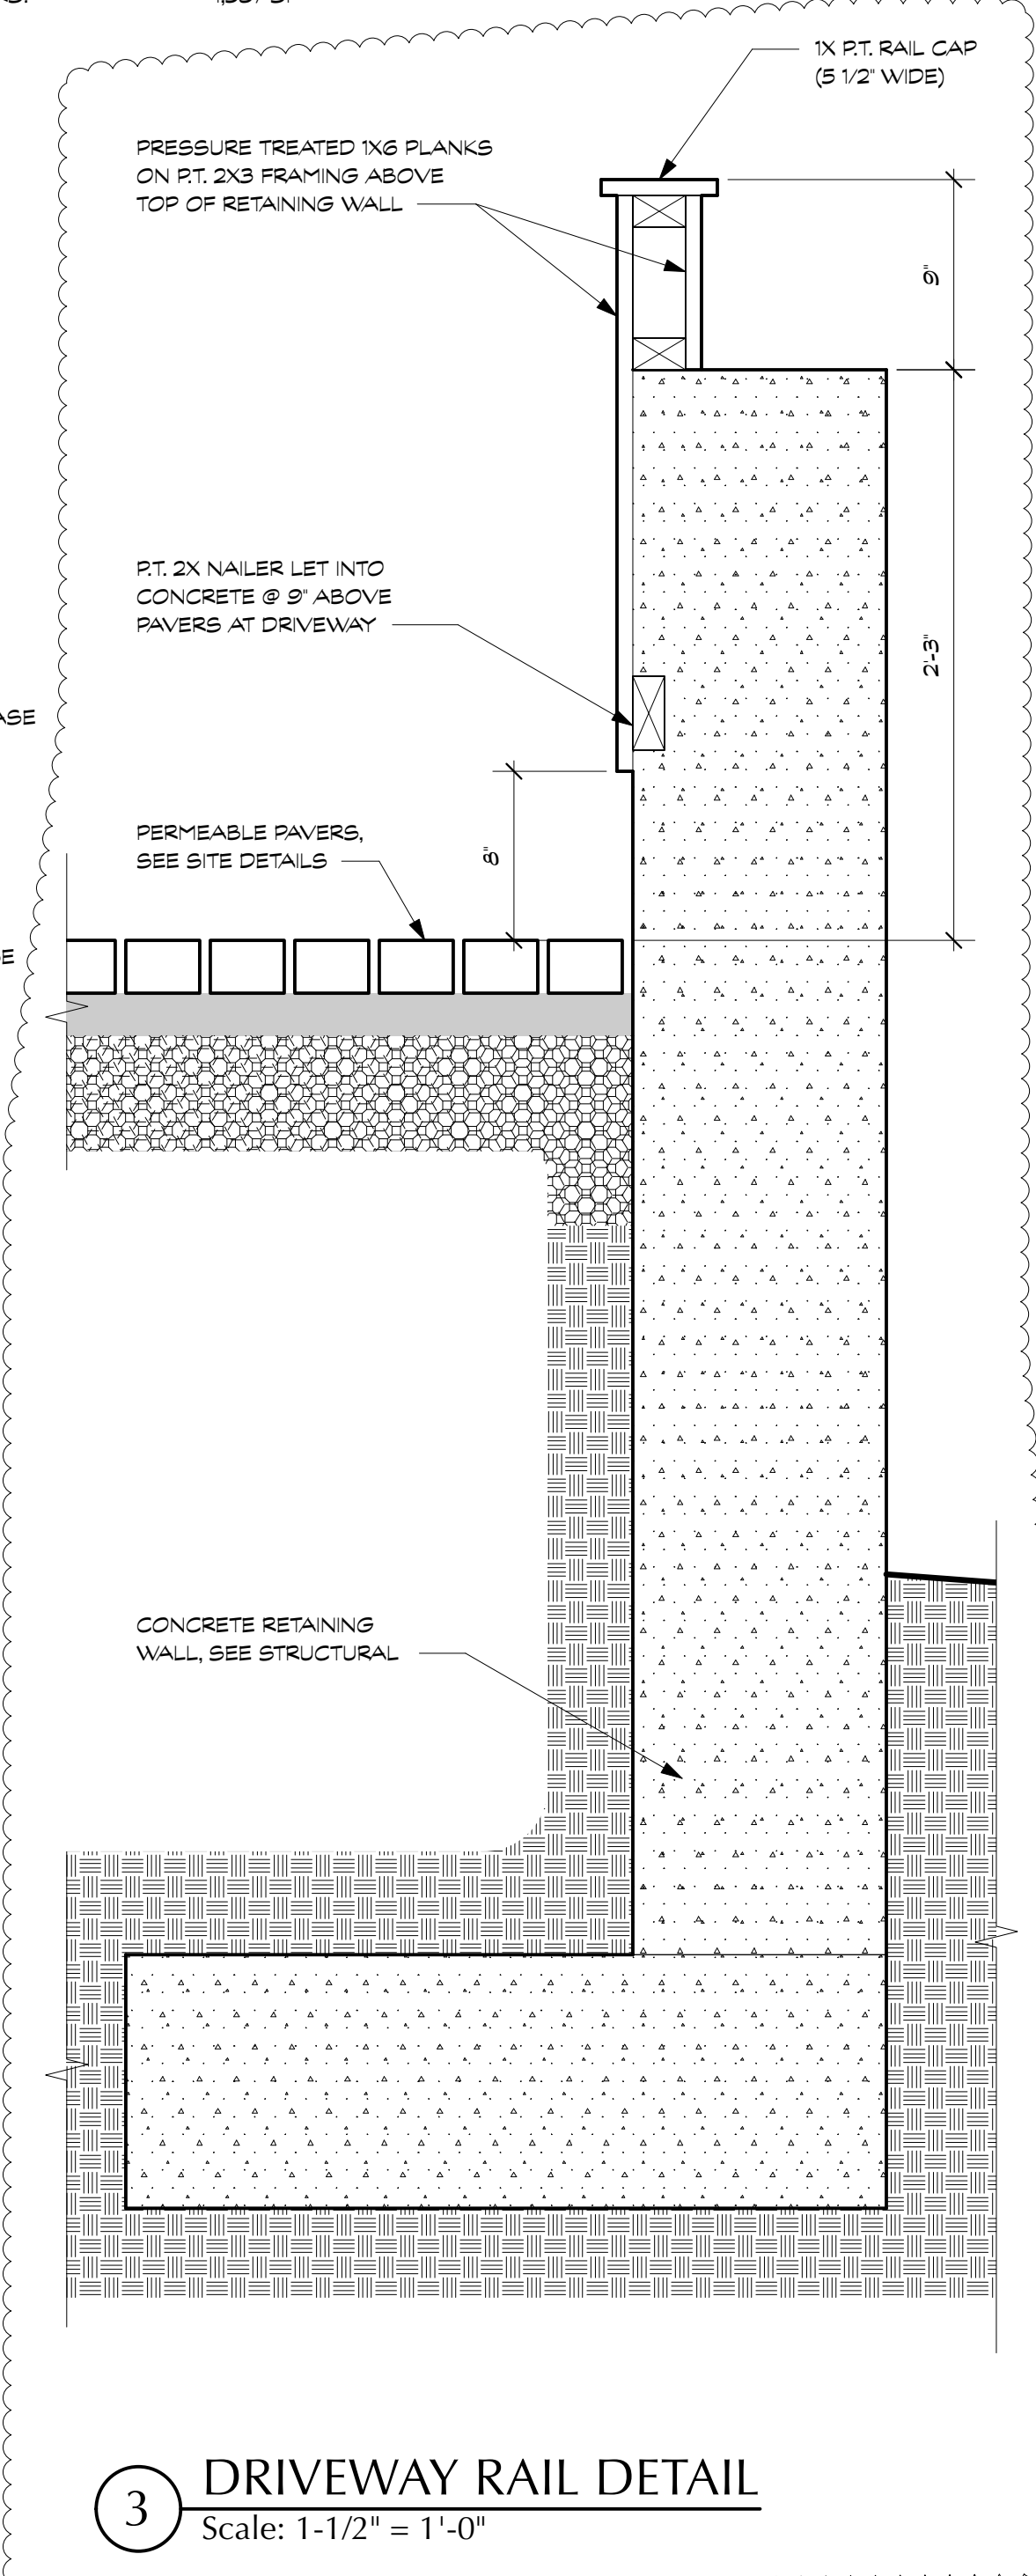 1X P.T. RAIL CAP
(5 1/2" WIDE)
PRESSURE TREATED 1X6 PLANKS
ON P.T. 2X3 FRAMING ABOVE
TOP OF RETAINING WALL
9"
P.T. 2X NAILER LET INTO
CONCRETE @ 9" ABOVE
PAVERS AT DRIVEWAY
2'-3"
PERMEABLE PAVERS,
SEE SITE DETAILS
8"
CONCRETE RETAINING
WALL, SEE STRUCTURAL
3
DRIVEWAY RAIL DETAIL
Scale: 1-1/2" = 1'-0"